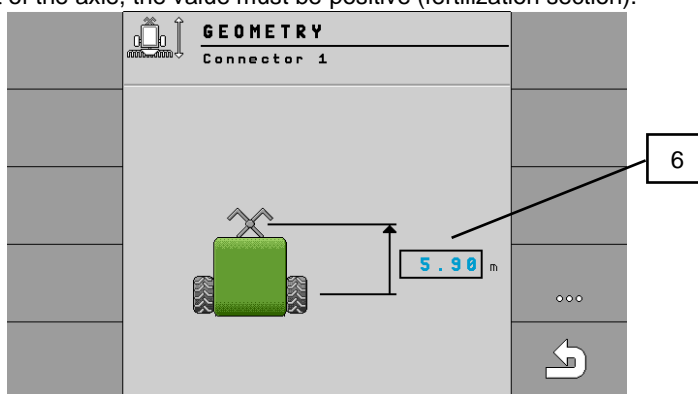 of the axle, the value must be positive (fertilization section).
GEOMETRY
Connector 1
6
5.90 m